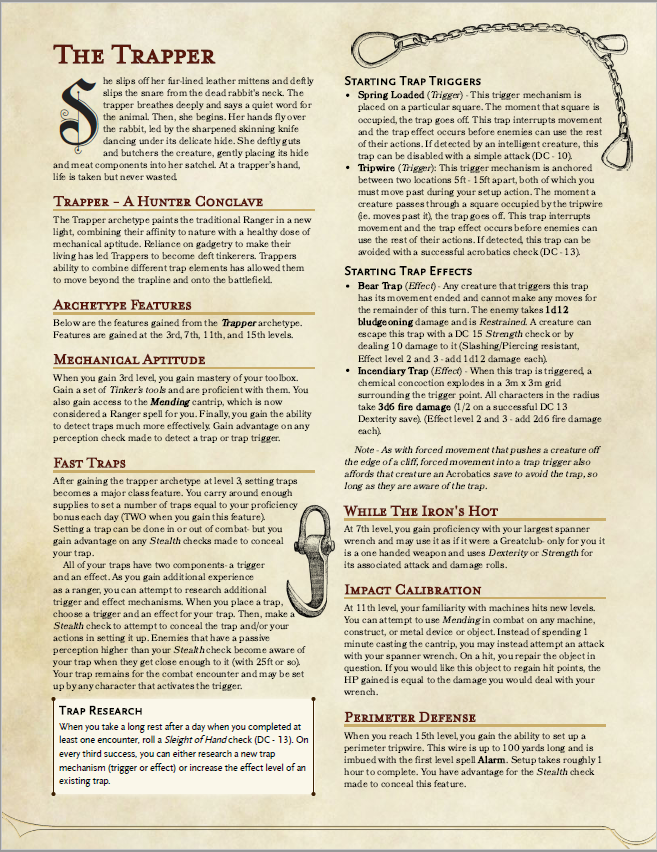 The Trapper
She slips off her fur-lined leather mittens and deftly
slips the snare from the dead rabbit's neck. The
trapper breathes deeply and says a quiet word for
the animal. Then, she begins. Her hands fly over
the rabbit, led by the sharpened skinning knife
dancing under its delicate hide. She deftly guts
and butchers the creature, gently placing its hide
and meat components into her satchel. At a trapper's hand,
life is taken but never wasted.
Trapper - A Hunter Conclave
The Trapper archetype paints the traditional Ranger in a new
light, combining their affinity to nature with a healthy dose of
mechanical aptitude. Reliance on gadgetry to make their
living has led Trappers to become deft tinkerers. Trappers
ability to combine different trap elements has allowed them
to move beyond the trapline and onto the battlefield.
Archetype Features
Below are the features gained from the Trapper archetype.
Features are gained at the 3rd, 7th, 11th, and 15th levels.
Mechanical Aptitude
When you gain 3rd level, you gain mastery of your toolbox.
Gain a set of Tinker's tools and are proficient with them. You
also gain access to the Mending cantrip, which is now
considered a Ranger spell for you. Finally, you gain the ability
to detect traps much more effectively. Gain advantage on any
perception check made to detect a trap or trap trigger.
Fast Traps
After gaining the trapper archetype at level 3, setting traps
becomes a major class feature. You carry around enough
supplies to set a number of traps equal to your proficiency
bonus each day (TWO when you gain this feature).
Setting a trap can be done in or out of combat- but you
gain advantage on any Stealth checks made to conceal
your trap.
All of your traps have two components- a trigger
and an effect. As you gain additional experience
as a ranger, you can attempt to research additional
trigger and effect mechanisms. When you place a trap,
choose a trigger and an effect for your trap. Then, make a
Stealth check to attempt to conceal the trap and/or your
actions in setting it up. Enemies that have a passive
perception higher than your Stealth check become aware of
your trap when they get close enough to it (with 25ft or so).
Your trap remains for the combat encounter and may be set
up by any character that activates the trigger.
Trap Research
When you take a long rest after a day when you completed at
least one encounter, roll a Sleight of Hand check (DC - 13). On
every third success, you can either research a new trap
mechanism (trigger or effect) or increase the effect level of an
existing trap.
Starting Trap Triggers
• Spring Loaded (Trigger) - This trigger mechanism is
placed on a particular square. The moment that square is
occupied, the trap goes off. This trap interrupts movement
and the trap effect occurs before enemies can use the rest
of their actions. If detected by an intelligent creature, this
trap can be disabled with a simple attack (DC - 10).
• Tripwire (Trigger): This trigger mechanism is anchored
between two locations 5ft - 15ft apart, both of which you
must move past during your setup action. The moment a
creature passes through a square occupied by the tripwire
(ie. moves past it), the trap goes off. This trap interrupts
movement and the trap effect occurs before enemies can
use the rest of their actions. If detected, this trap can be
avoided with a successful acrobatics check (DC - 13).
Starting Trap Effects
• Bear Trap (Effect) - Any creature that triggers this trap
has its movement ended and cannot make any moves for
the remainder of this turn. The enemy takes 1d12
bludgeoning damage and is Restrained. A creature can
escape this trap with a DC 15 Strength check or by
dealing 10 damage to it (Slashing/Piercing resistant,
Effect level 2 and 3 - add 1d12 damage each).
• Incendiary Trap (Effect) - When this trap is triggered, a
chemical concoction explodes in a 3m x 3m grid
surrounding the trigger point. All characters in the radius
take 3d6 fire damage (1/2 on a successful DC 13
Dexterity save). (Effect level 2 and 3 - add 2d6 fire damage
each).
Note - As with forced movement that pushes a creature off
the edge of a cliff, forced movement into a trap trigger also
affords that creature an Acrobatics save to avoid the trap, so
long as they are aware of the trap.
While The Iron's Hot
At 7th level, you gain proficiency with your largest spanner
wrench and may use it as if it were a Greatclub- only for you it
is a one handed weapon and uses Dexterity or Strength for
its associated attack and damage rolls.
Impact Calibration
At 11th level, your familiarity with machines hits new levels.
You can attempt to use Mending in combat on any machine,
construct, or metal device or object. Instead of spending 1
minute casting the cantrip, you may instead attempt an attack
with your spanner wrench. On a hit, you repair the object in
question. If you would like this object to regain hit points, the
HP gained is equal to the damage you would deal with your
wrench.
Perimeter Defense
When you reach 15th level, you gain the ability to set up a
perimeter tripwire. This wire is up to 100 yards long and is
imbued with the first level spell Alarm. Setup takes roughly 1
hour to complete. You have advantage for the Stealth check
made to conceal this feature.